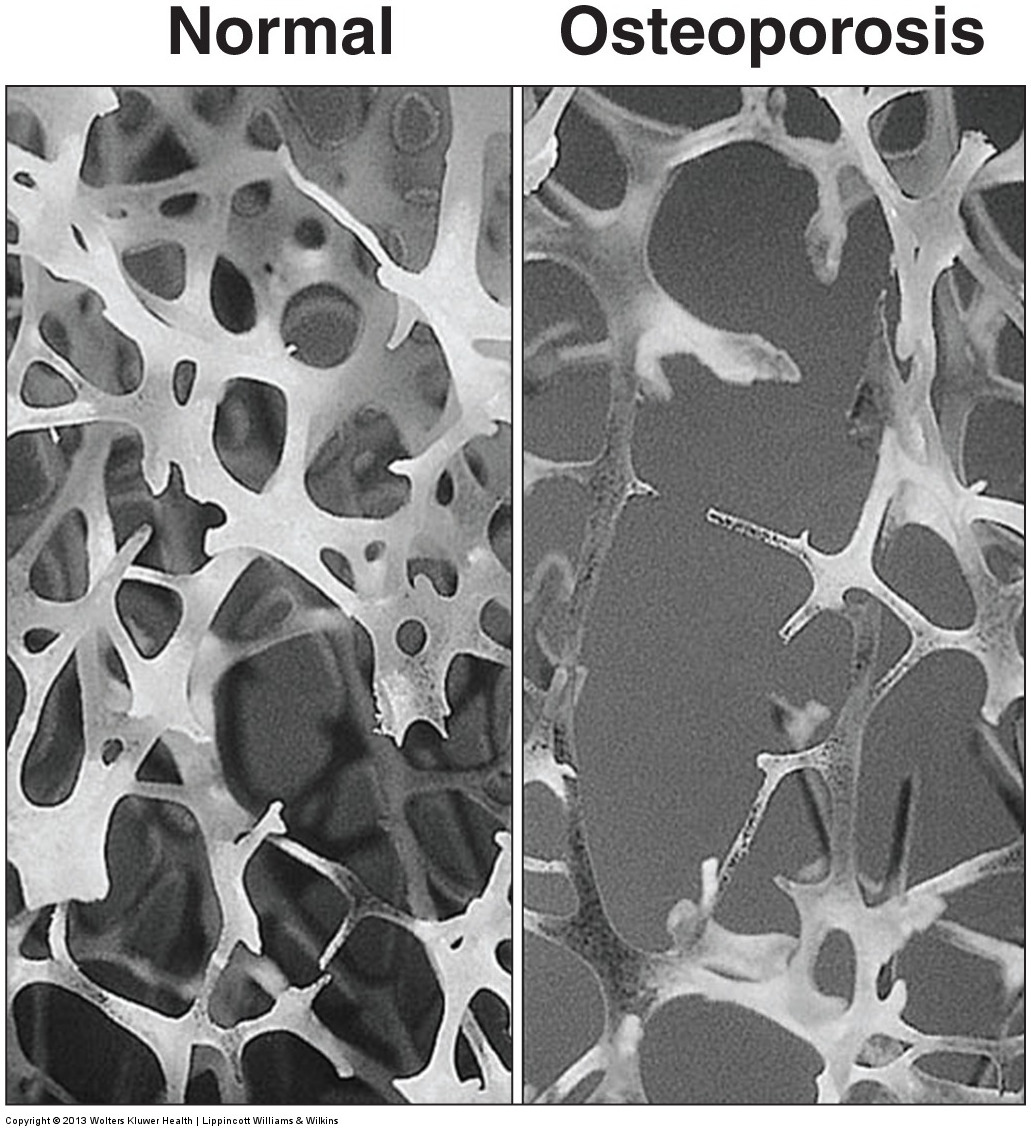 Normal
Osteoporosis
Copyright © 2013 Wolters Kluwer Health | Lippincott Williams & Wilkins